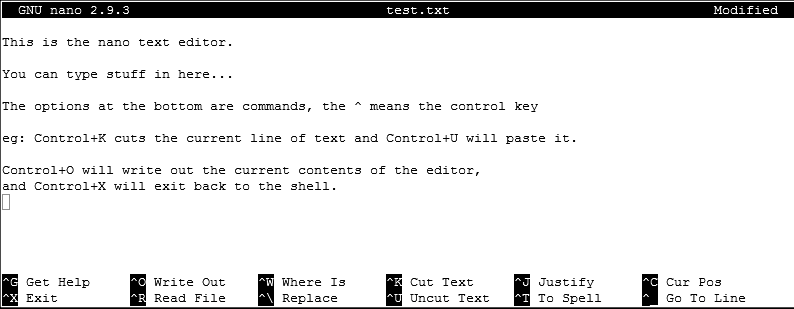 GNU nano 2.9.3 test.txt Modified
This is the nano text editor.
You can type stuff in here...
The options at the bottom are commands, the ^ means the control key
eg: Control+K cuts the current line of text and Control+U will paste it.
Control+O will write out the current contents of the editor,
and Control+X will exit back to the shell.
^G Get Help ^O Write Out ^W Where Is ^K Cut Text ^J Justify ^C Cur Pos
^X Exit ^R Read File ^\ Replace ^U Uncut Text ^T To Spell ^_ Go To Line